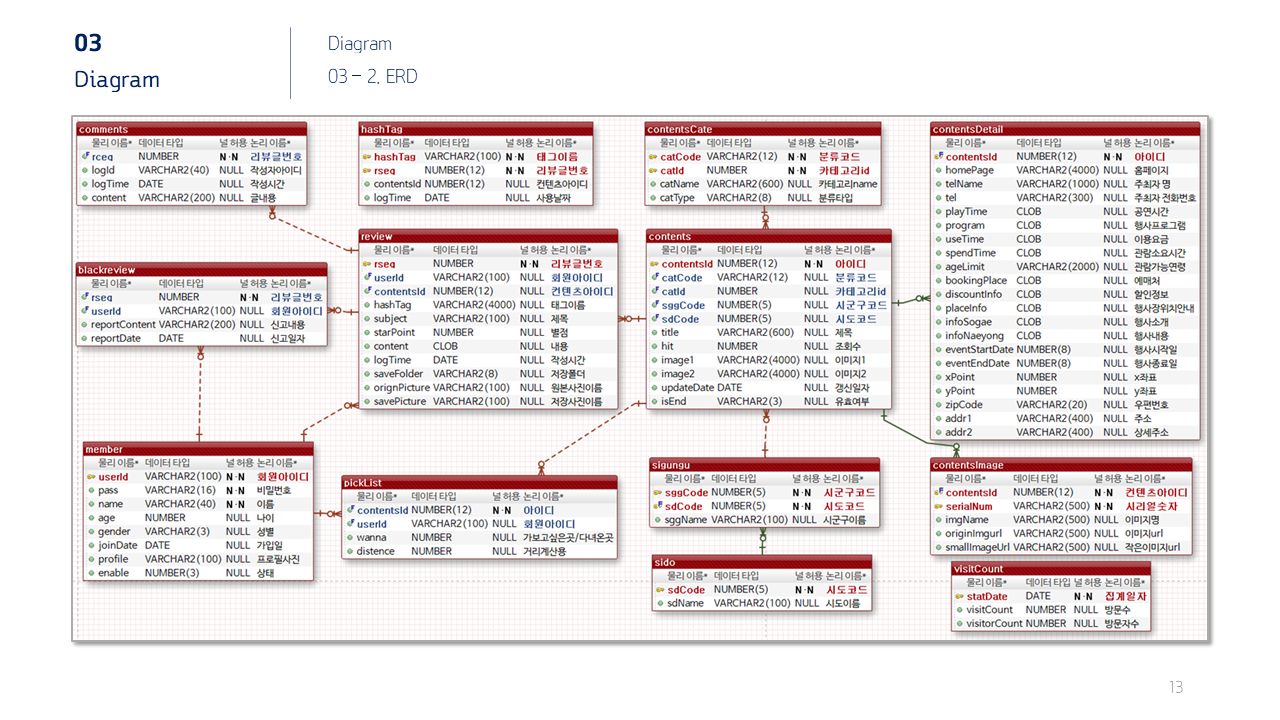 03
Diagram
Diagram
03 – 2. ERD
comments
물리 이름* 데이터 타입 널 허용 논리 이름*
rceq NUMBER N·N 리뷰글번호
logId VARCHAR2(40) NULL 작성자아이디
logTime DATE NULL 작성시간
content VARCHAR2(200) NULL 글내용
hashTag
물리 이름* 데이터 타입 널 허용 논리 이름*
hashTag VARCHAR2(100) N·N 태그이름
rseq NUMBER(12) N·N 리뷰글번호
contentsId NUMBER(12) NULL 컨텐츠아이디
logTime DATE NULL 사용날짜
contentsCate
물리 이름* 데이터 타입 널 허용 논리 이름*
catCode VARCHAR2(12) N·N 분류코드
catId NUMBER N·N 카테고리id
catName VARCHAR2(600) NULL 카테고리name
catType VARCHAR2(8) NULL 분류타입
contentsDetail
물리 이름* 데이터 타입 널 허용 논리 이름*
contentsId NUMBER(12) N·N 아이디
homePage VARCHAR2(4000) NULL 홈페이지
telName VARCHAR2(1000) NULL 주최자 명
tel VARCHAR2(300) NULL 주최자 전화번호
playTime CLOB NULL 공연시간
program CLOB NULL 행사프로그램
useTime CLOB NULL 이용요금
spendTime CLOB NULL 관람소요시간
ageLimit VARCHAR2(2000) NULL 관람가능연령
bookingPlace CLOB NULL 예매처
discountInfo CLOB NULL 할인정보
placeInfo CLOB NULL 행사장위치안내
infoSogae CLOB NULL 행사소개
infoNaeyong CLOB NULL 행사내용
eventStartDate NUMBER(8) NULL 행사시작일
eventEndDate NUMBER(8) NULL 행사종료일
xPoint NUMBER NULL x좌표
yPoint NUMBER NULL y좌표
zipCode VARCHAR2(20) NULL 우편번호
addr1 VARCHAR2(400) NULL 주소
addr2 VARCHAR2(400) NULL 상세주소
blackreview
물리 이름* 데이터 타입 널 허용 논리 이름*
rseq NUMBER N·N 리뷰글번호
userId VARCHAR2(100) N·N 회원아이디
reportContent VARCHAR2(200) NULL 신고내용
reportDate DATE NULL 신고일자
review
물리 이름* 데이터 타입 널 허용 논리 이름*
rseq NUMBER N·N 리뷰글번호
userId VARCHAR2(100) NULL 회원아이디
contentsId NUMBER(12) NULL 컨텐츠아이디
hashTag VARCHAR2(4000) NULL 태그이름
subject VARCHAR2(100) NULL 제목
starPoint NUMBER NULL 별점
content CLOB NULL 내용
logTime DATE NULL 작성시간
saveFolder VARCHAR2(8) NULL 저장폴더
orignPicture VARCHAR2(100) NULL 원본사진이름
savePicture VARCHAR2(100) NULL 저장사진이름
contents
물리 이름* 데이터 타입 널 허용 논리 이름*
contentsId NUMBER(12) N·N 아이디
catCode VARCHAR2(12) NULL 분류코드
catId NUMBER NULL 카테고리id
sggCode NUMBER(5) NULL 시군구코드
sdCode NUMBER(5) NULL 시도코드
title VARCHAR2(600) NULL 제목
hit NUMBER NULL 조회수
image1 VARCHAR2(4000) NULL 이미지1
image2 VARCHAR2(4000) NULL 이미지2
updateDate DATE NULL 갱신일자
isEnd VARCHAR2(3) NULL 유효여부
member
물리 이름* 데이터 타입 널 허용 논리 이름*
userId VARCHAR2(100) N·N 회원아이디
pass VARCHAR2(16) N·N 비밀번호
name VARCHAR2(40) N·N 이름
age NUMBER NULL 나이
gender VARCHAR2(3) NULL 성별
joinDate DATE NULL 가입일
profile VARCHAR2(100) NULL 프로필사진
enable NUMBER(3) NULL 상태
pickList
물리 이름* 데이터 타입 널 허용 논리 이름*
contentsId NUMBER(12) N·N 아이디
userId VARCHAR2(100) NULL 회원아이디
wanna NUMBER NULL 가보고싶은곳/다녀온곳
distence NUMBER NULL 거리계산용
sigungu
물리 이름* 데이터 타입 널 허용 논리 이름*
sggCode NUMBER(5) N·N 시군구코드
sdCode NUMBER(5) N·N 시도코드
sggName VARCHAR2(100) NULL 시군구이름
sido
물리 이름* 데이터 타입 널 허용 논리 이름*
sdCode NUMBER(5) N·N 시도코드
sdName VARCHAR2(100) NULL 시도이름
contentsImage
물리 이름* 데이터 타입 널 허용 논리 이름*
contentsId NUMBER(12) N·N 컨텐츠아이디
serialNum VARCHAR2(500) N·N 시리얼숫자
imgName VARCHAR2(500) NULL 이미지명
originImgurl VARCHAR2(500) NULL 이미지url
smallImageUrl VARCHAR2(500) NULL 작은이미지url
visitCount
물리 이름* 데이터 타입 널 허용 논리 이름*
statDate DATE N·N 집계일자
visitCount NUMBER NULL 방문수
visitorCount NUMBER NULL 방문자수
13